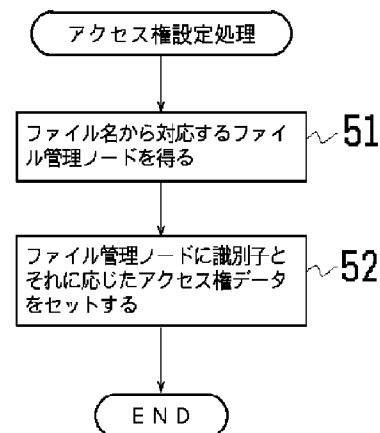 アクセス権設定処理
ファイル名から対応するファイ
ル管理ノードを得る
51
ファイル管理ノードに識別子と
それに応じたアクセス権データ
をセットする
52
END